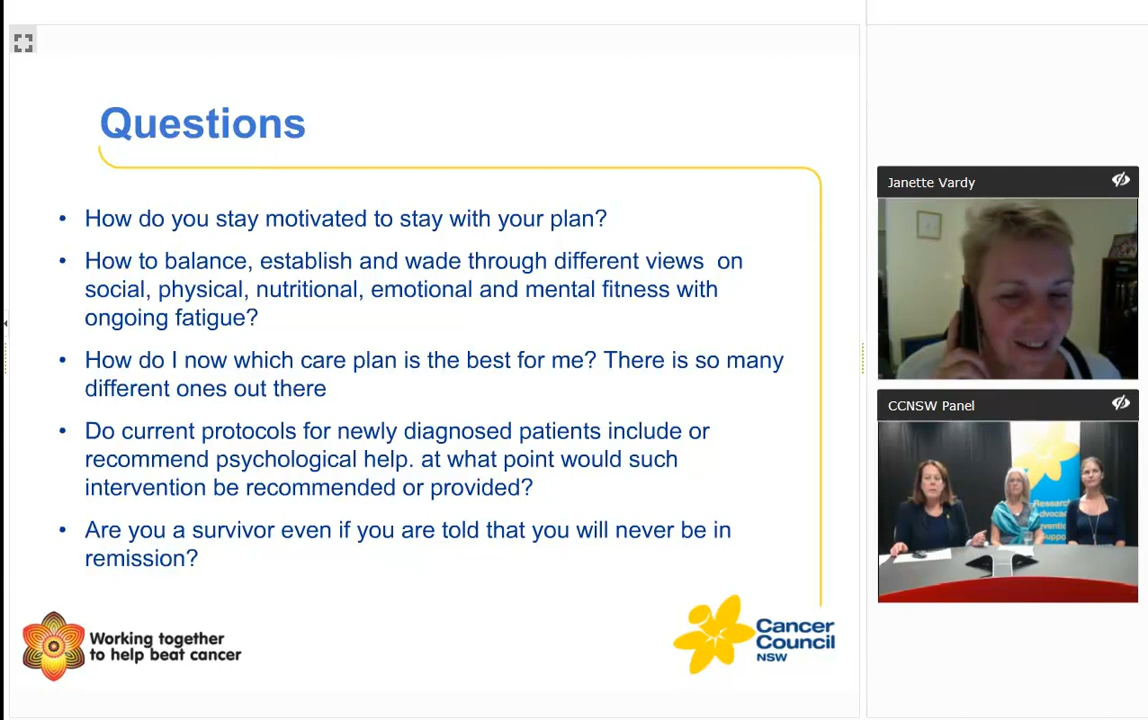 Questions
• How do you stay motivated to stay with your plan?
• How to balance, establish and wade through different views on
social, physical, nutritional, emotional and mental fitness with
ongoing fatigue?
• How do I now which care plan is the best for me? There is so many
different ones out there
• Do current protocols for newly diagnosed patients include or
recommend psychological help. at what point would such
intervention be recommended or provided?
• Are you a survivor even if you are told that you will never be in
remission?
Working together
to help beat cancer
Cancer
Council
NSW
Janette Vardy
CCNSW Panel
Research
Advocac
Support